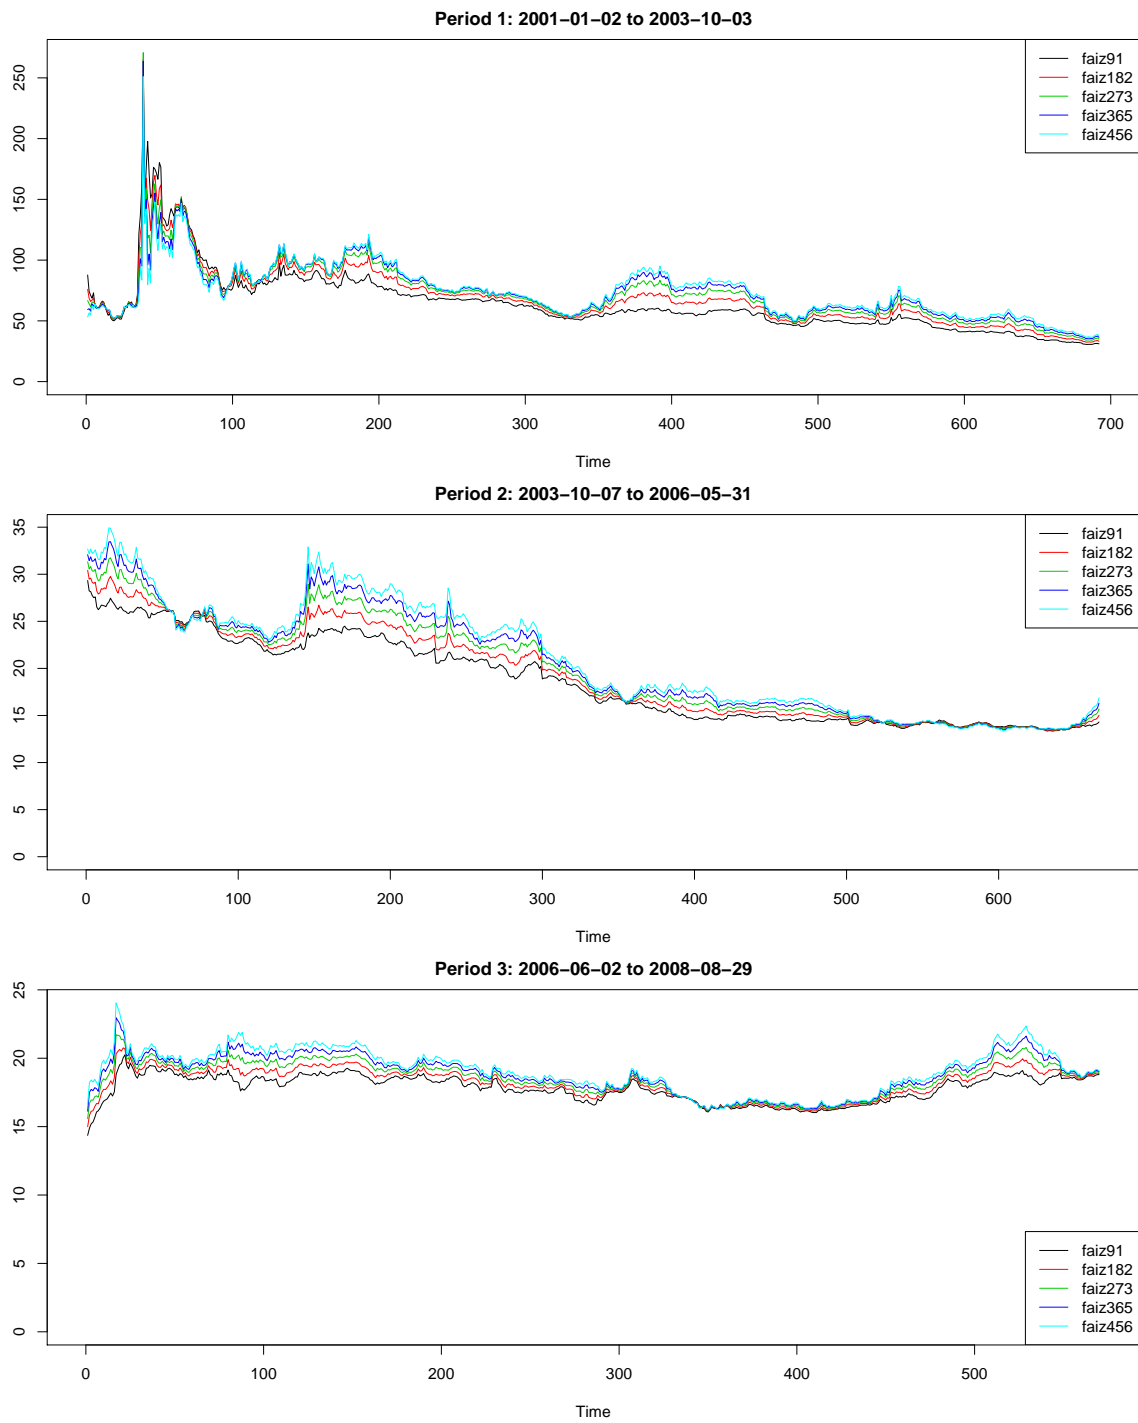 Period 1: 2001−01−02 to 2003−10−03
faiz91
faiz182
faiz273
faiz365
faiz456
250
200
150
100
50
0
0 100 200 300 400 500 600 700
Time
Period 2: 2003−10−07 to 2006−05−31
faiz91
faiz182
faiz273
faiz365
faiz456
35
30
25
20
15
10
5
0
0 100 200 300 400 500 600
Time
Period 3: 2006−06−02 to 2008−08−29
25
20
15
10
5
0
faiz91
faiz182
faiz273
faiz365
faiz456
0 100 200 300 400 500
Time